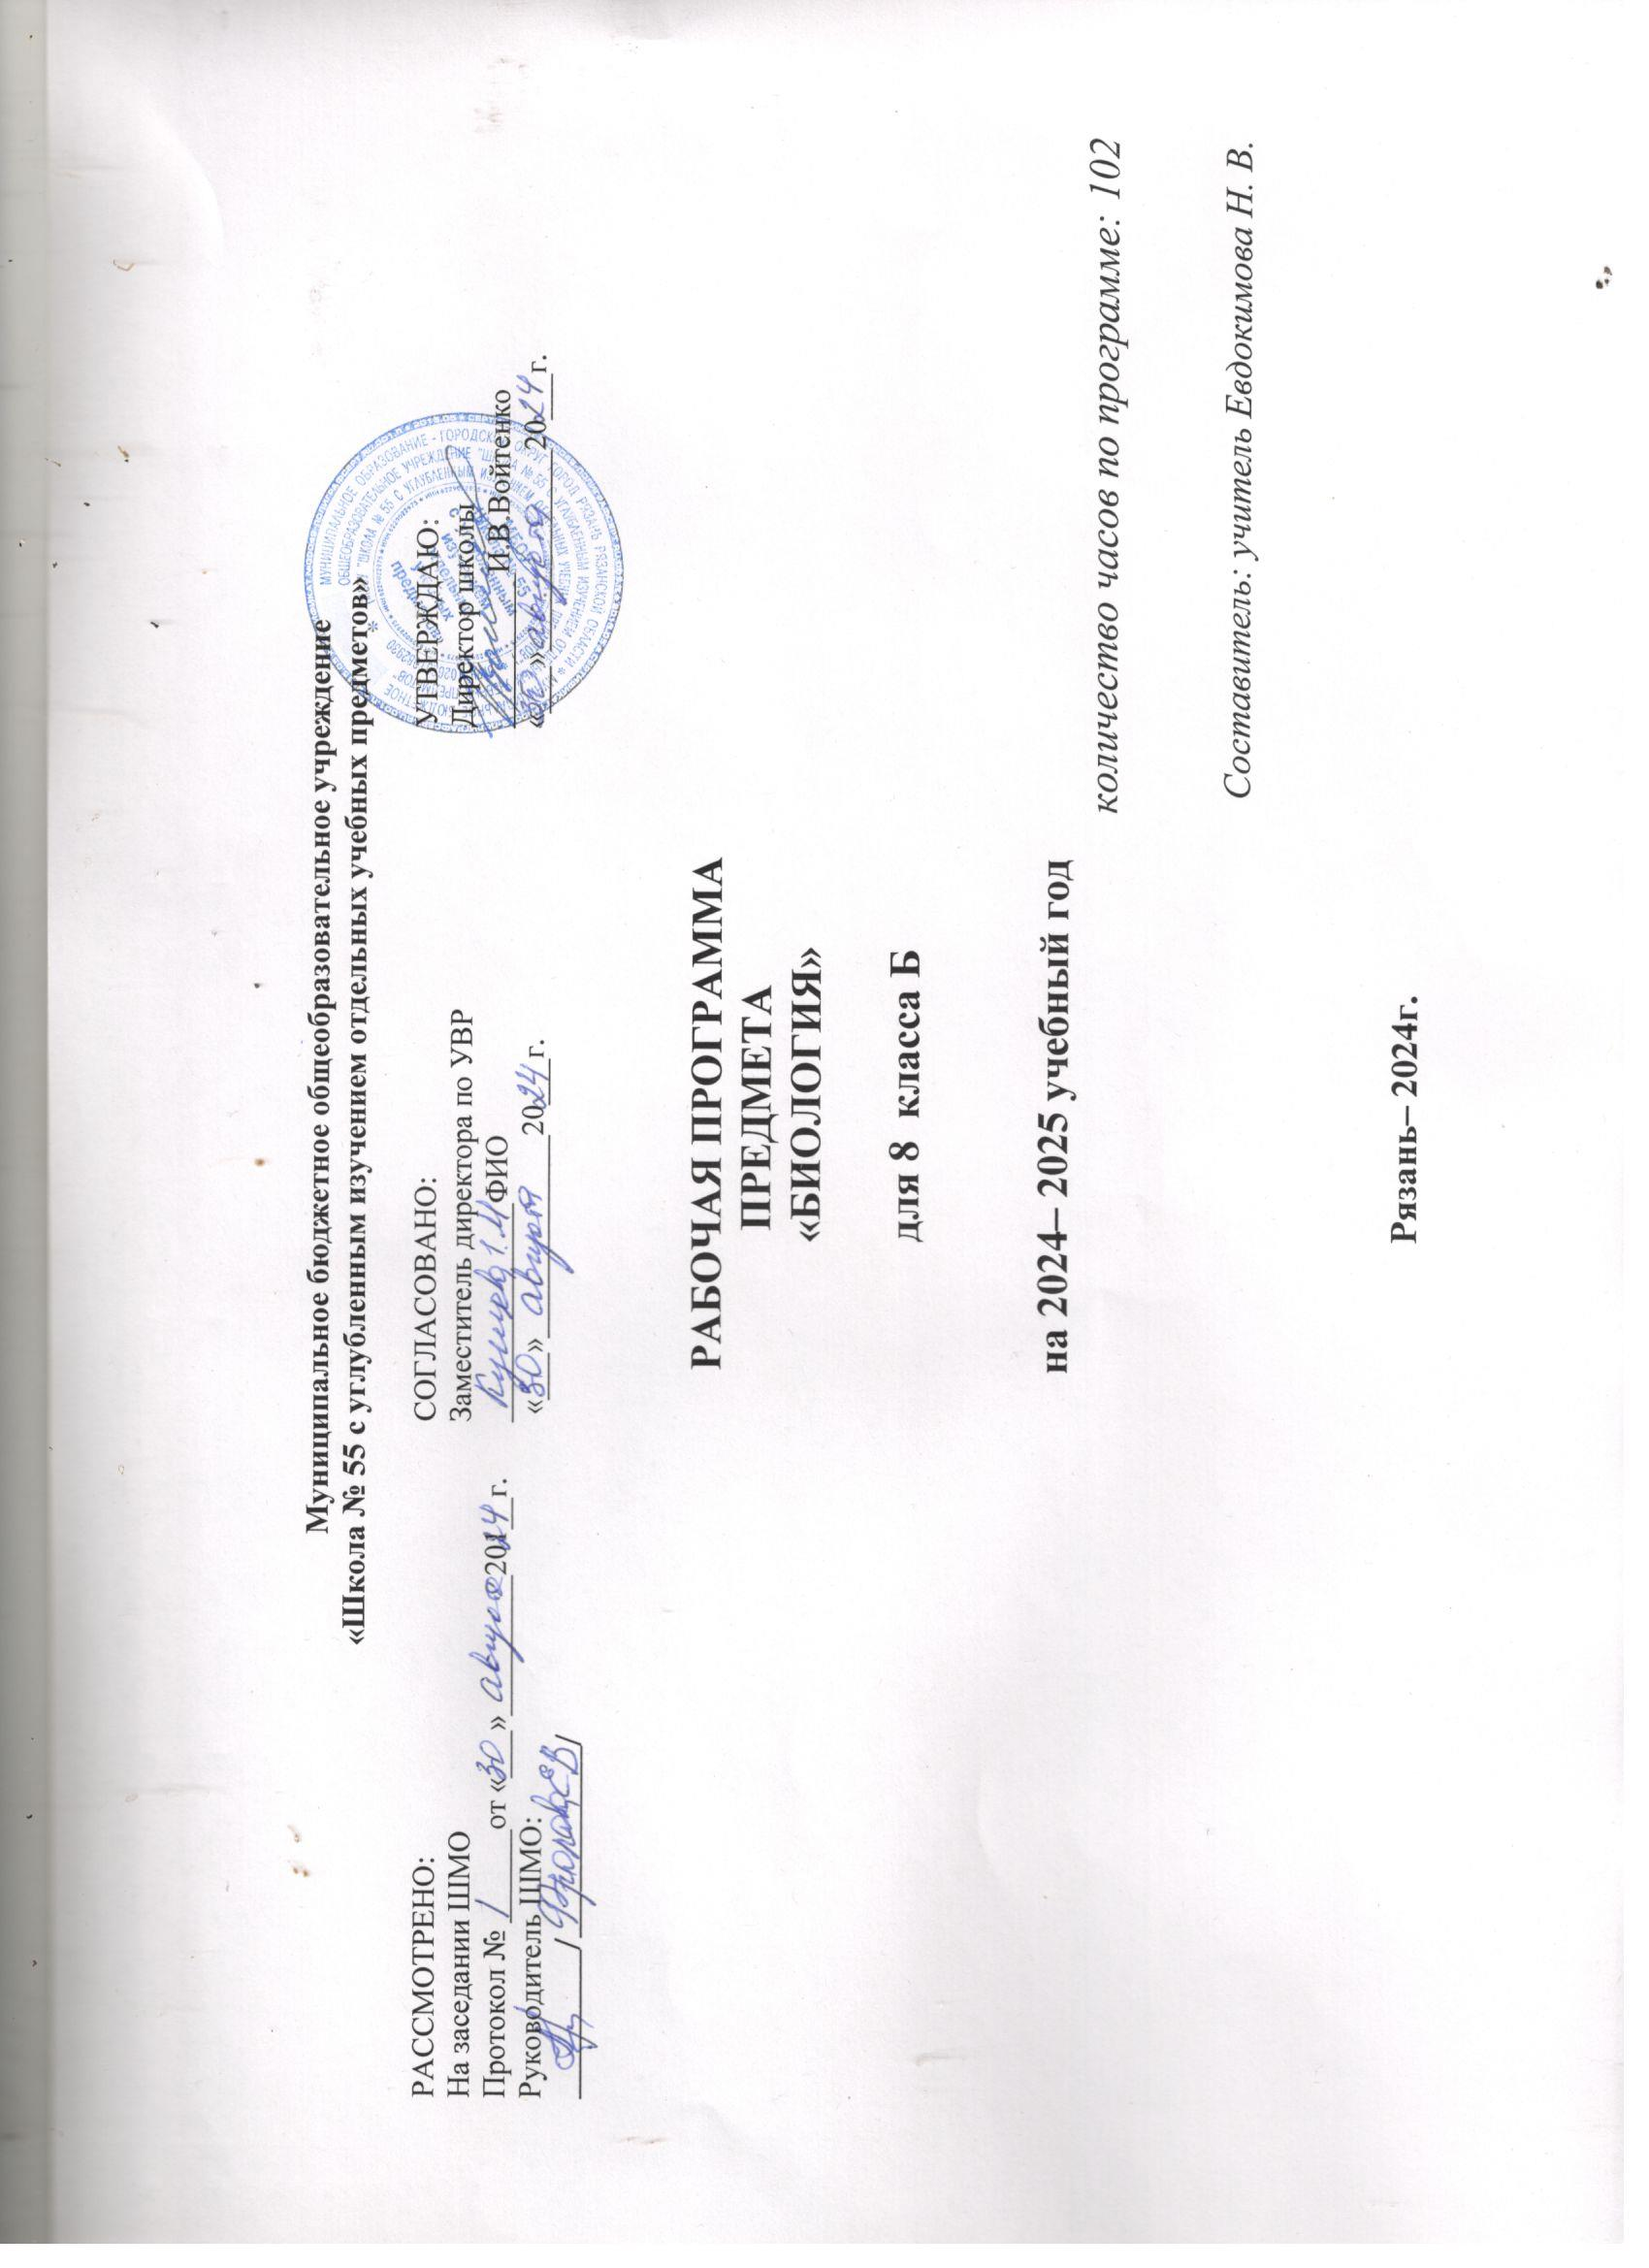 Муниципальное бюджетное общеобразовательное учреждение
«Школа № 55 с углубленным изучением отдельных учебных предметов»
РАССМОТРЕНО:
На заседании ШМО
Протокол № 1 от «30» августа 2024 г.
Руководитель ШМО:
СОГЛАСОВАНО:
Заместитель директора по УВР
ФИО
«30» август 2024 г.
УТВЕРЖДАЮ:
Директор школы
И.В.Войтенко
«30» августа 2024 г.
РАБОЧАЯ ПРОГРАММА
ПРЕДМЕТА
«БИОЛОГИЯ»
для 8 класса Б
на 2024– 2025 учебный год
количество часов по программе: 102
Составитель: учитель Евдокимова Н. В.
Рязань– 2024г.